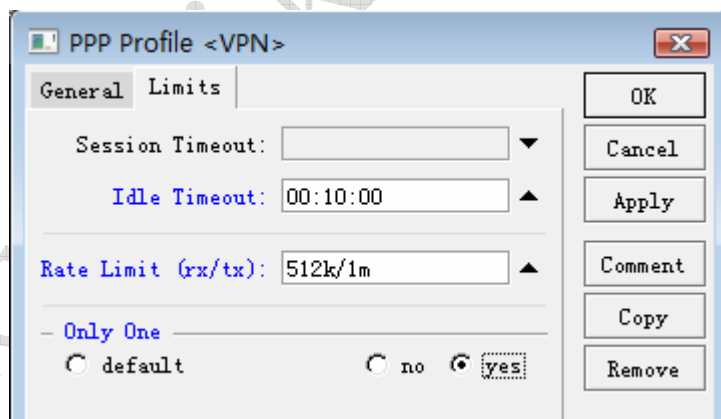 PPP Profile <VPN>
General Limits
Session Timeout:
Idle Timeout: 00:10:00
Rate Limit (rx/tx): 512k/1m
Only One
default no yes
OK
Cancel
Apply
Comment
Copy
Remove